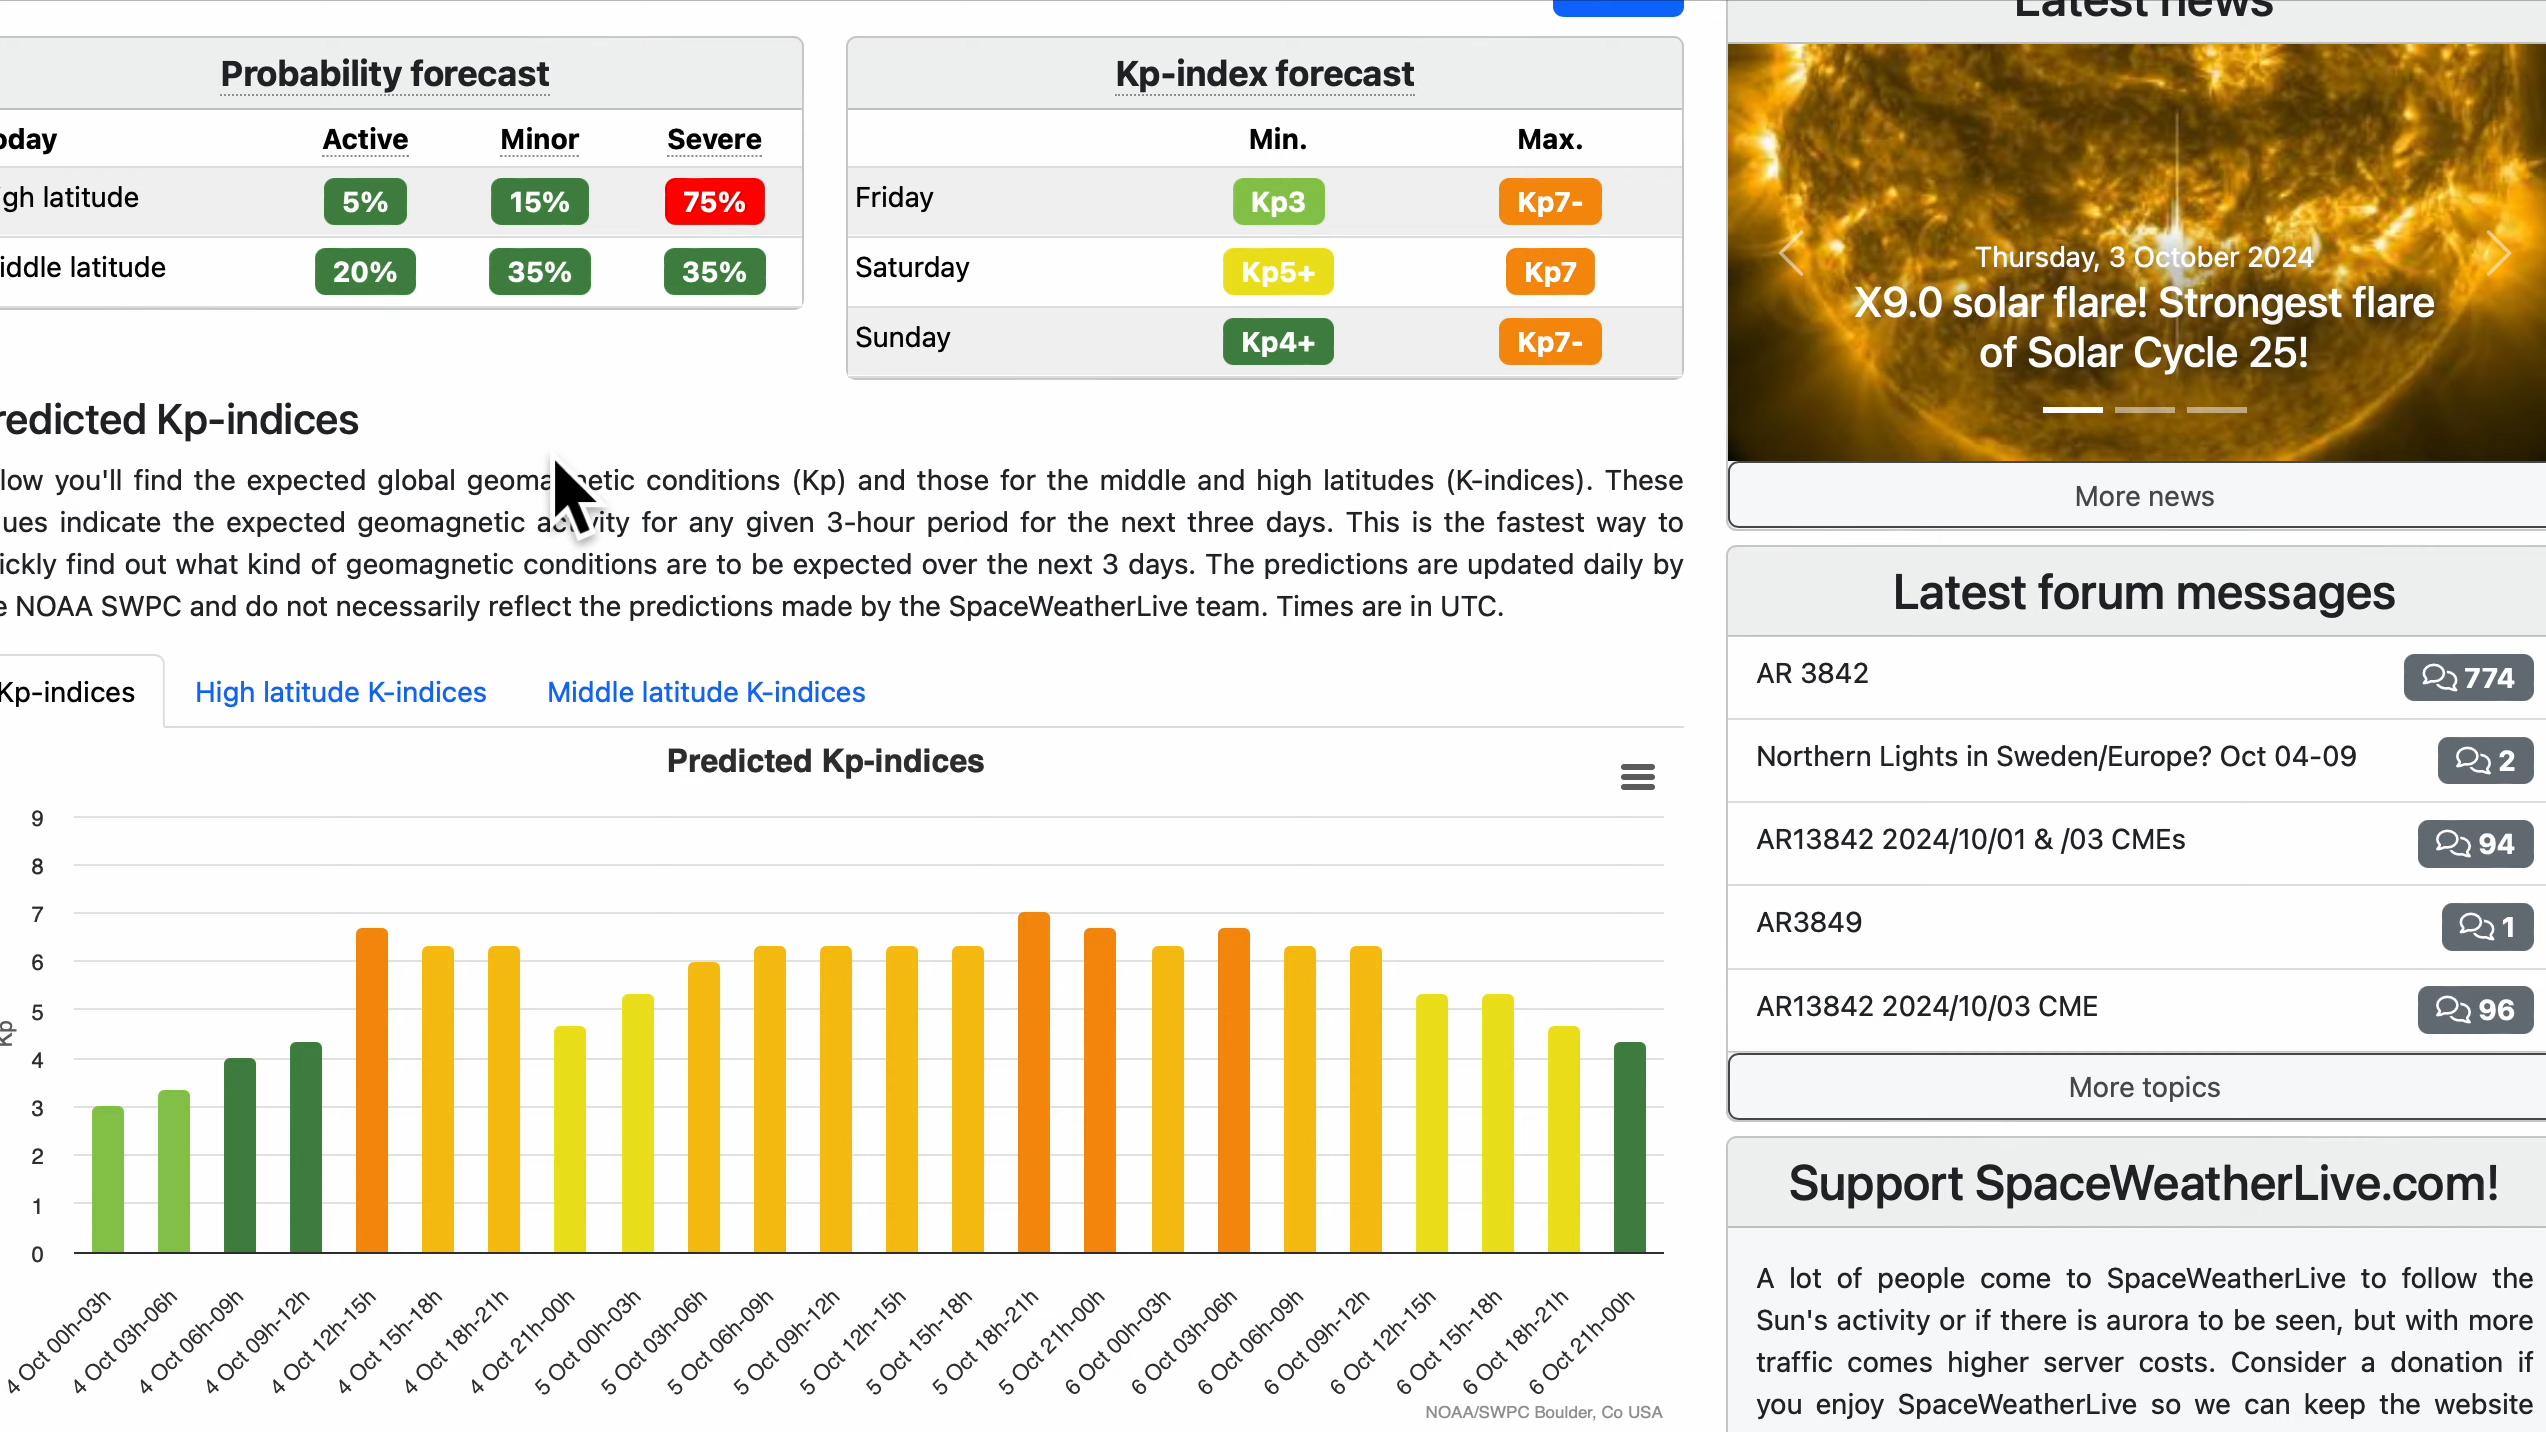 Latest news
Probability forecast
oday Active Minor Severe
gh latitude 5% 15% 75%
iddle latitude 20% 35% 35%
Kp-index forecast
Min. Max.
Friday Kp3 Kp7-
Saturday Kp5+ Kp7
Sunday Kp4+ Kp7-
Thursday, 3 October 2024
X9.0 solar flare! Strongest flare
of Solar Cycle 25!
More news
redicted Kp-indices
low you'll find the expected global geoma netic conditions (Kp) and those for the middle and high latitudes (K-indices). These
ues indicate the expected geomagnetic a vity for any given 3-hour period for the next three days. This is the fastest way to
ickly find out what kind of geomagnetic conditions are to be expected over the next 3 days. The predictions are updated daily by
e NOAA SWPC and do not necessarily reflect the predictions made by the SpaceWeatherLive team. Times are in UTC.
Kp-indices High latitude K-indices Middle latitude K-indices
Predicted Kp-indices
9
8
7
6
5
4
3
2
1
0
Kp
4 Oct 00h-03h
4 Oct 03h-06h
4 Oct 06h-09h
4 Oct 09h-12h
4 Oct 12h-15h
4 Oct 15h-18h
4 Oct 18h-21h
4 Oct 21h-00h
5 Oct 00h-03h
5 Oct 03h-06h
5 Oct 06h-09h
5 Oct 09h-12h
5 Oct 12h-15h
5 Oct 15h-18h
5 Oct 18h-21h
5 Oct 21h-00h
6 Oct 00h-03h
6 Oct 03h-06h
6 Oct 06h-09h
6 Oct 09h-12h
6 Oct 12h-15h
6 Oct 15h-18h
6 Oct 18h-21h
6 Oct 21h-00h
NOAA/SWPC Boulder, Co USA
Latest forum messages
AR 3842 774
Northern Lights in Sweden/Europe? Oct 04-09 2
AR13842 2024/10/01 & /03 CMEs 94
AR3849 1
AR13842 2024/10/03 CME 96
More topics
Support SpaceWeatherLive.com!
A lot of people come to SpaceWeatherLive to follow the
Sun's activity or if there is aurora to be seen, but with more
traffic comes higher server costs. Consider a donation if
you enjoy SpaceWeatherLive so we can keep the website